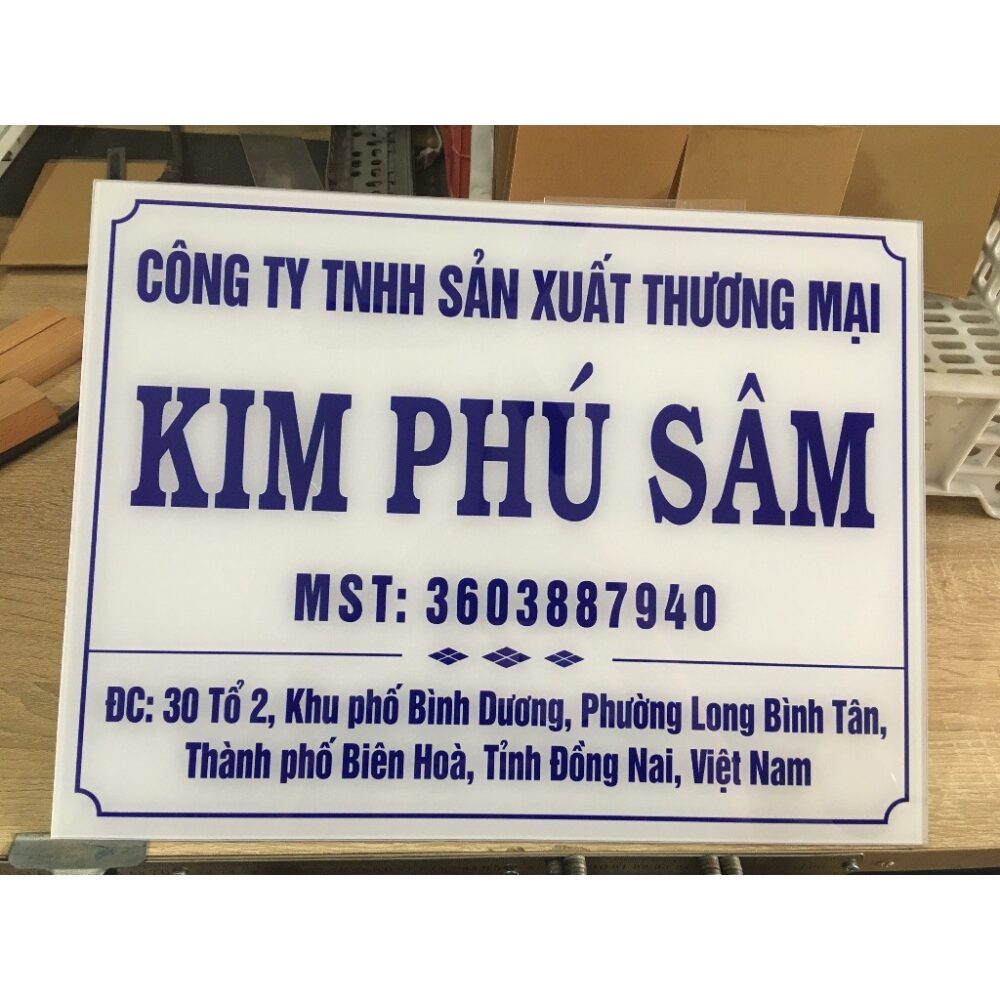 CÔNG TY TNHH SẢN XUẤT THƯƠNG MẠI
KIM PHÚ SÂM
MST: 3603887940
ĐC: 30 Tổ 2, Khu phố Bình Dương, Phường Long Bình Tân,
Thành phố Biên Hoà, Tỉnh Đồng Nai, Việt Nam